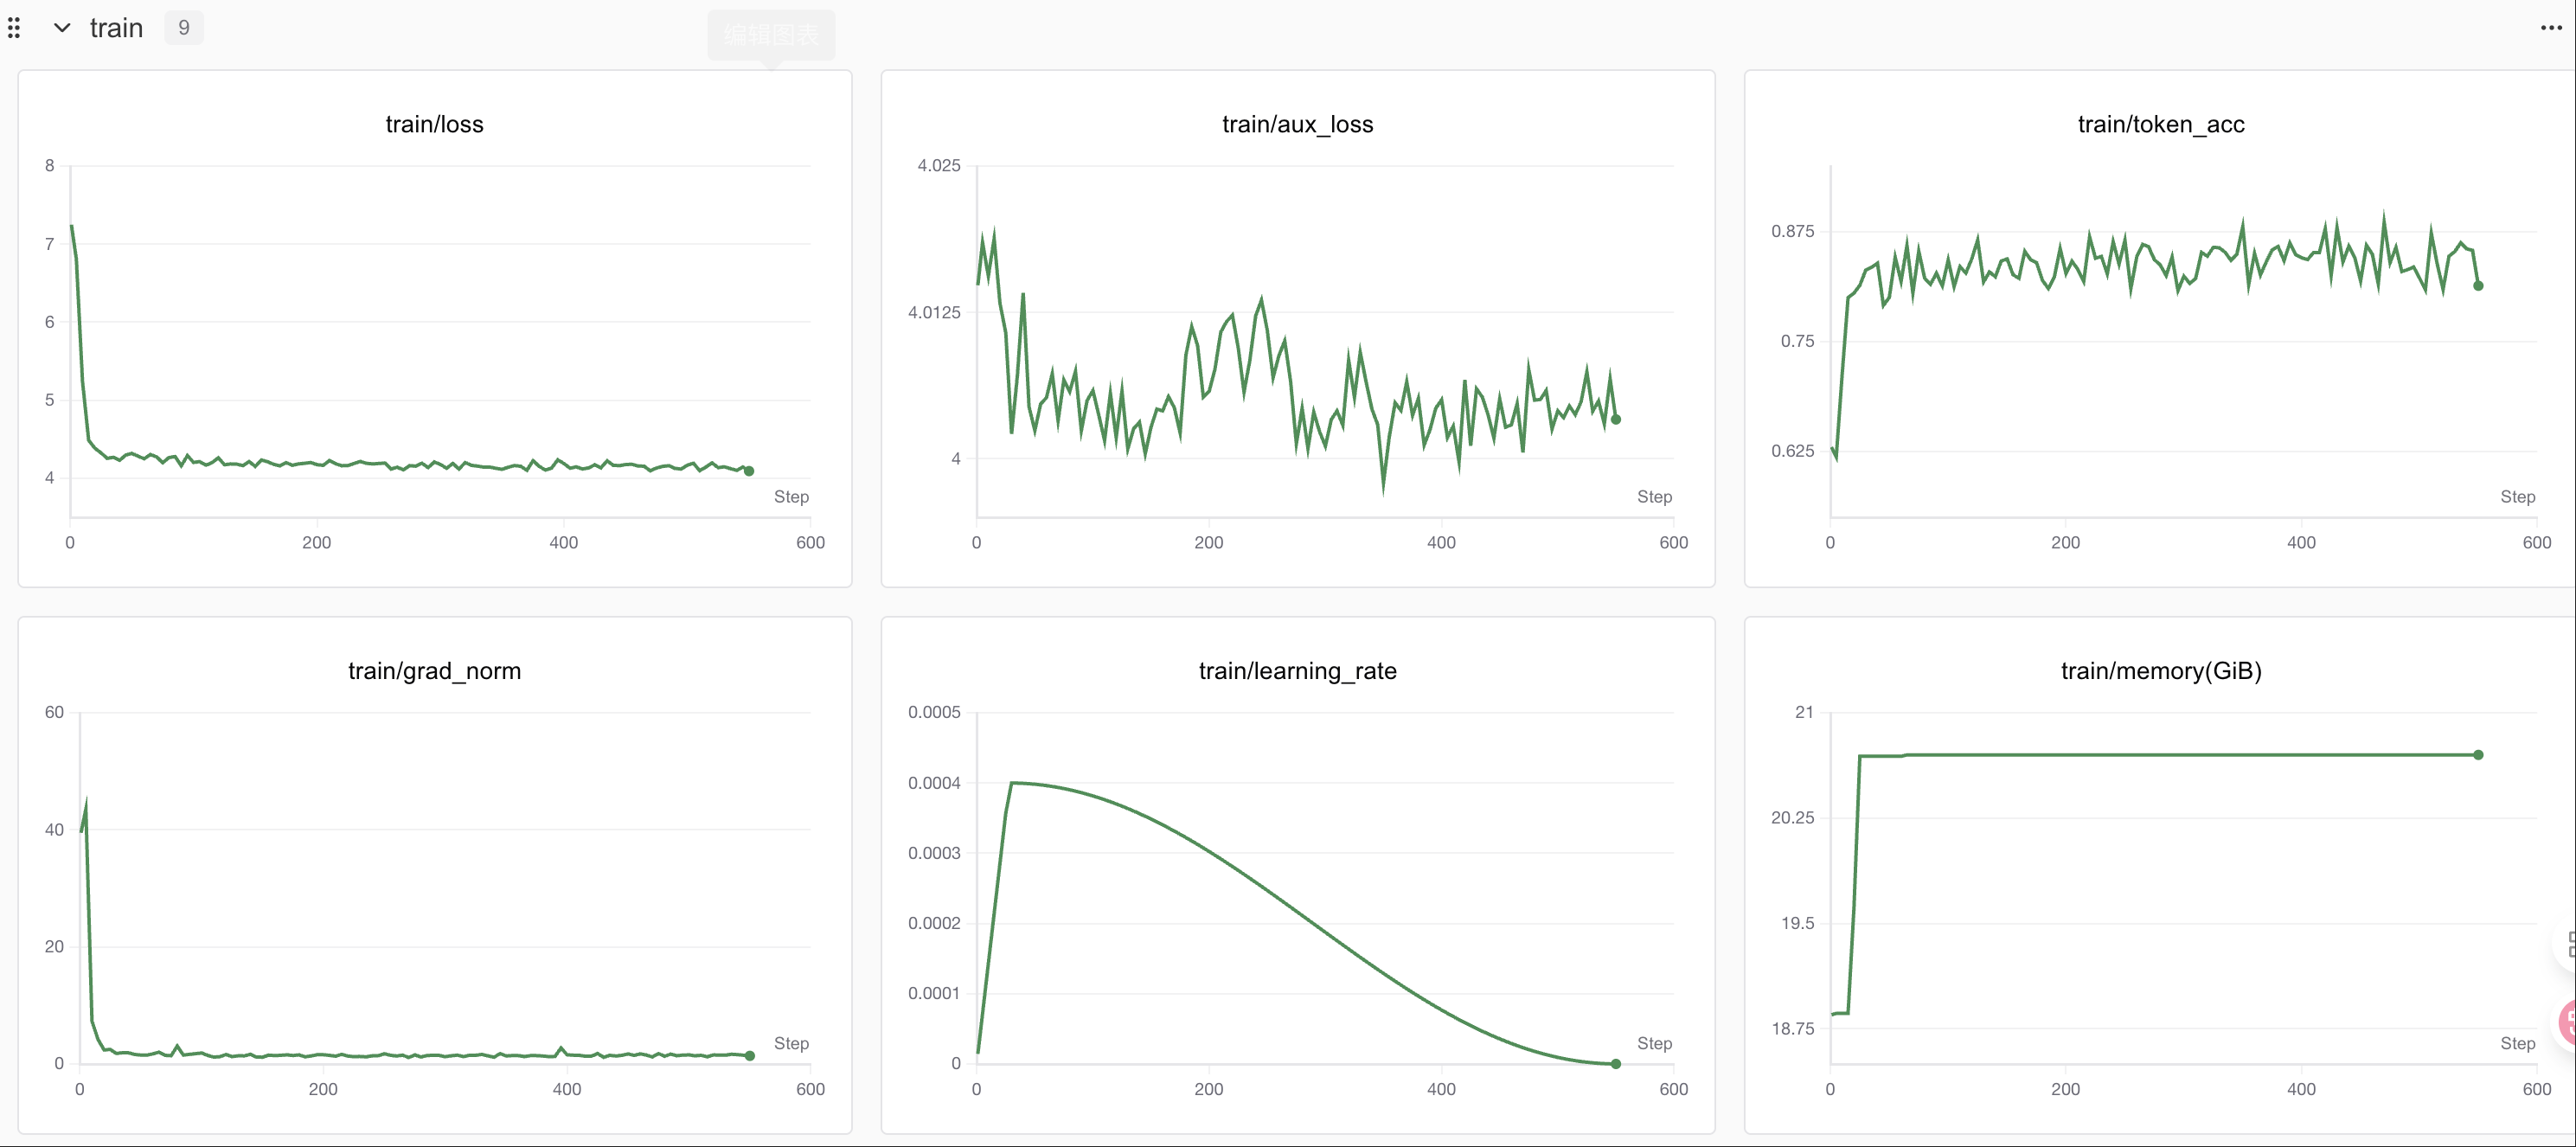 train 9
编辑图表
train/loss
8
7
6
5
4
Step
0 200 400 600
train/aux_loss
4.025
4.0125
4
Step
0 200 400 600
train/token_acc
0.875
0.75
0.625
Step
0 200 400 600
train/grad_norm
60
40
20
0
Step
0 200 400 600
train/learning_rate
0.0005
0.0004
0.0003
0.0002
0.0001
0
Step
0 200 400 600
train/memory(GiB)
21
20.25
19.5
18.75
Step
0 200 400 600